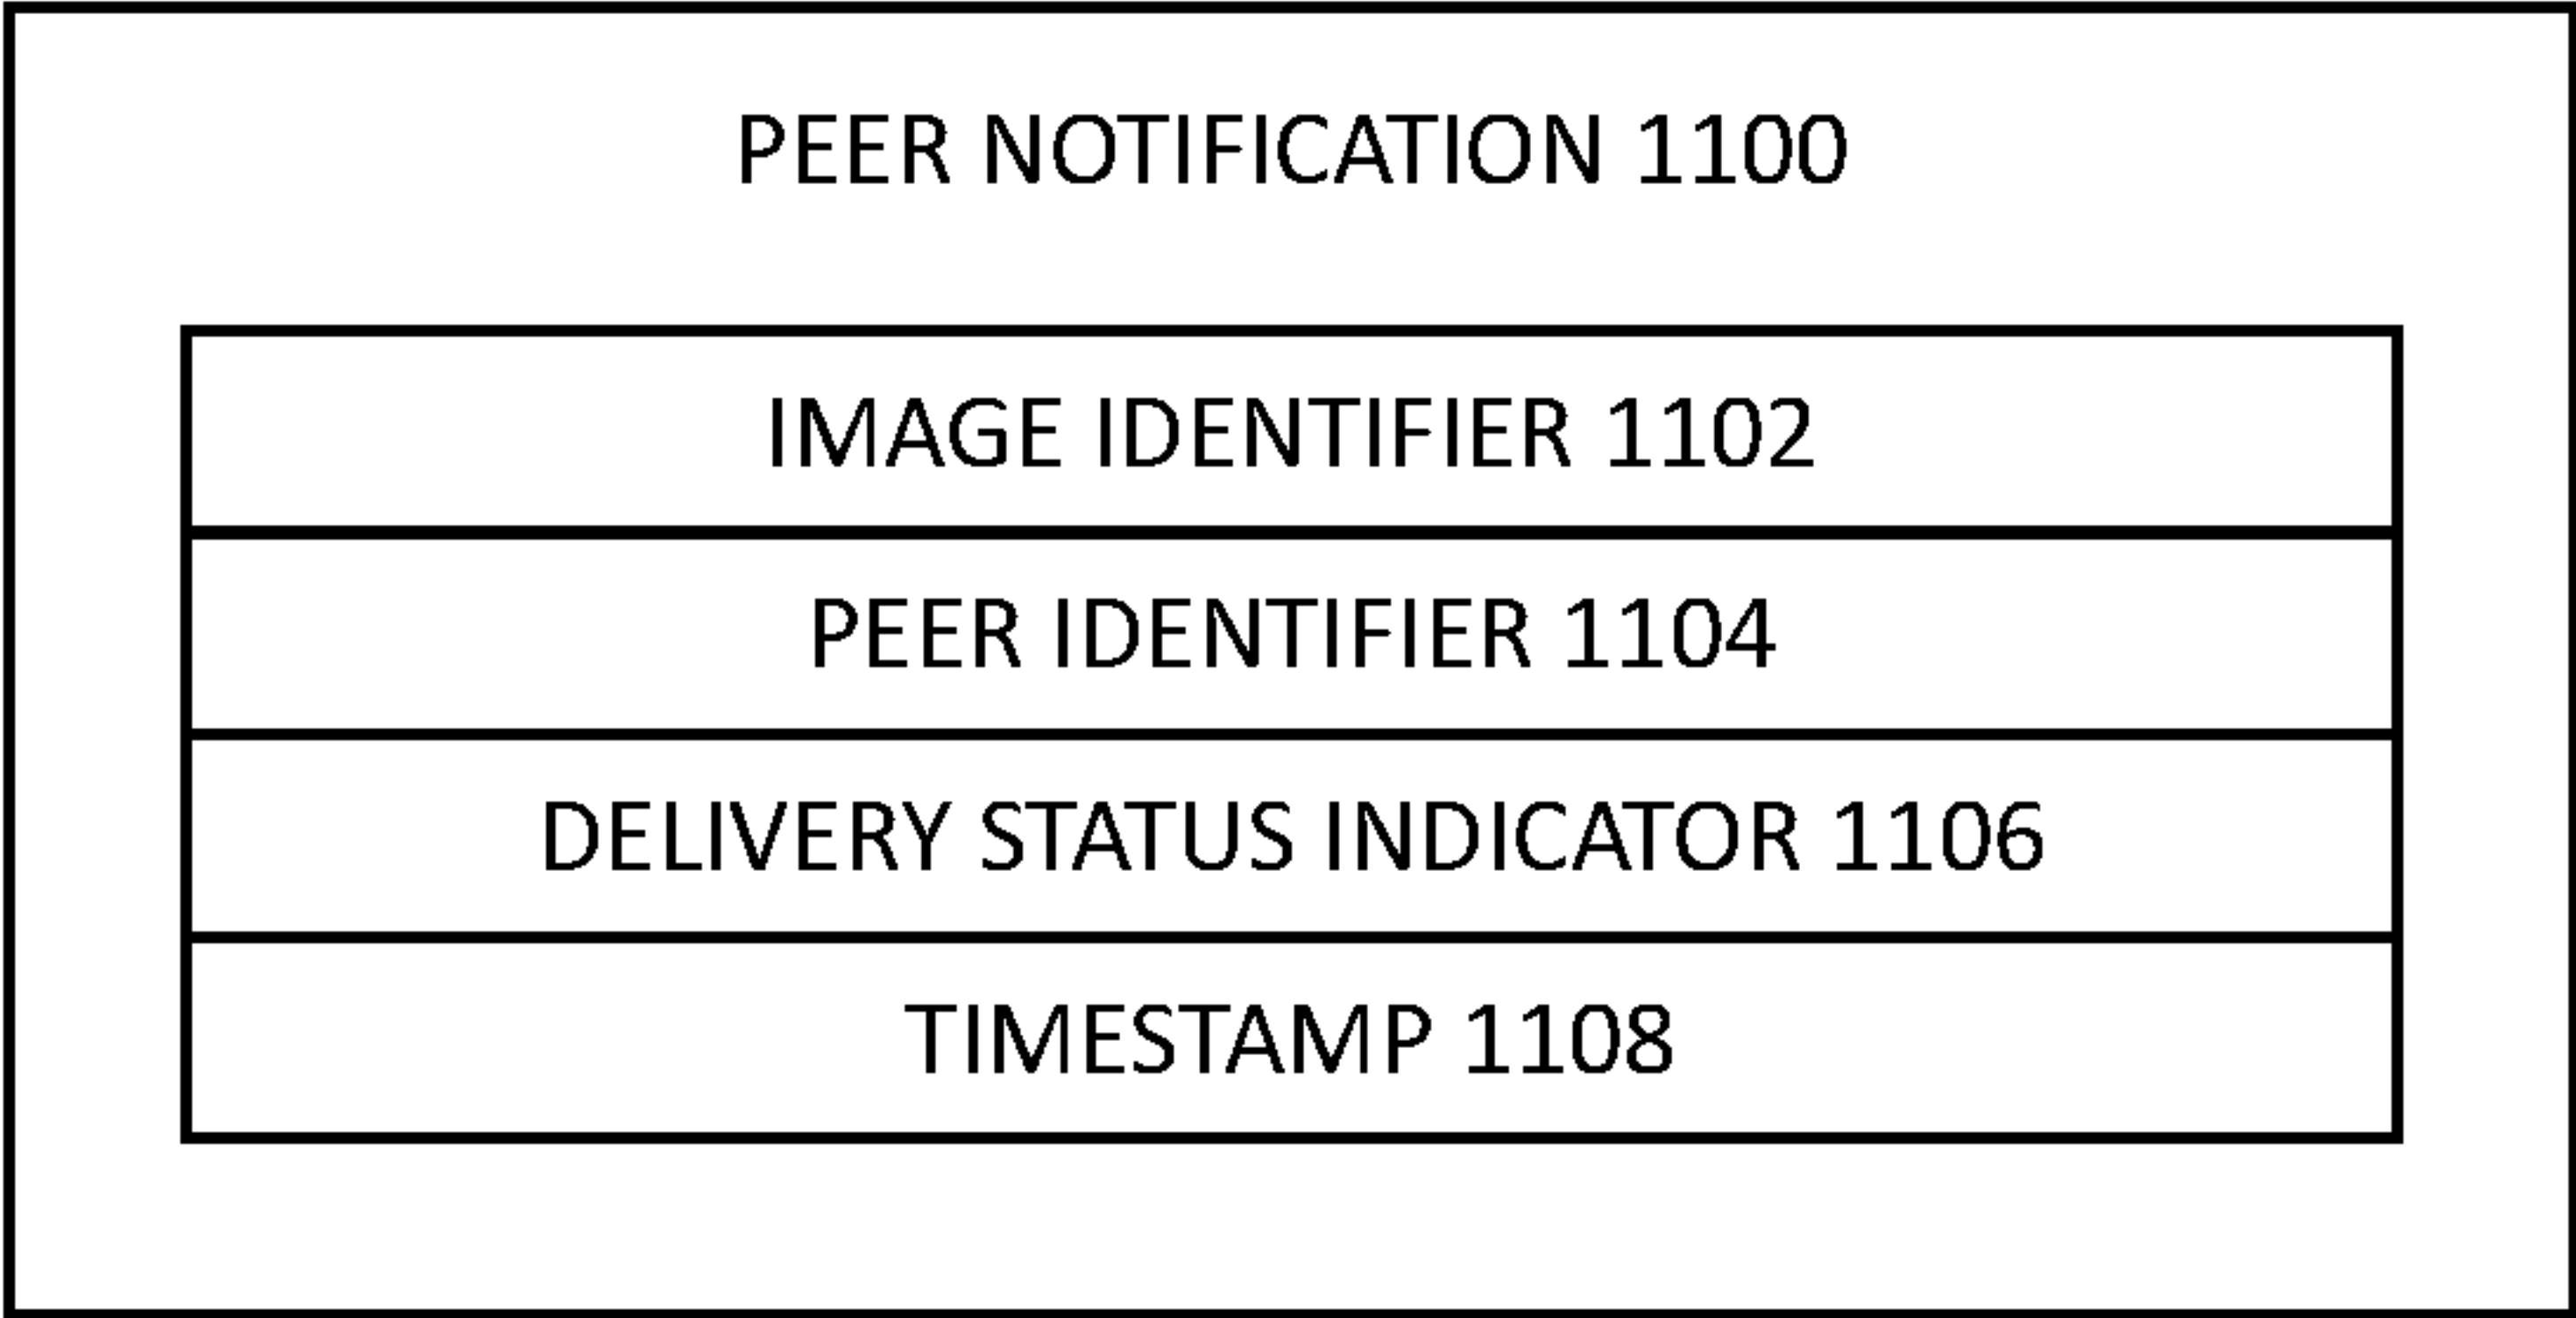 PEER NOTIFICATION 1100
IMAGE IDENTIFIER 1102
PEER IDENTIFIER 1104
DELIVERY STATUS INDICATOR 1106
TIMESTAMP 1108